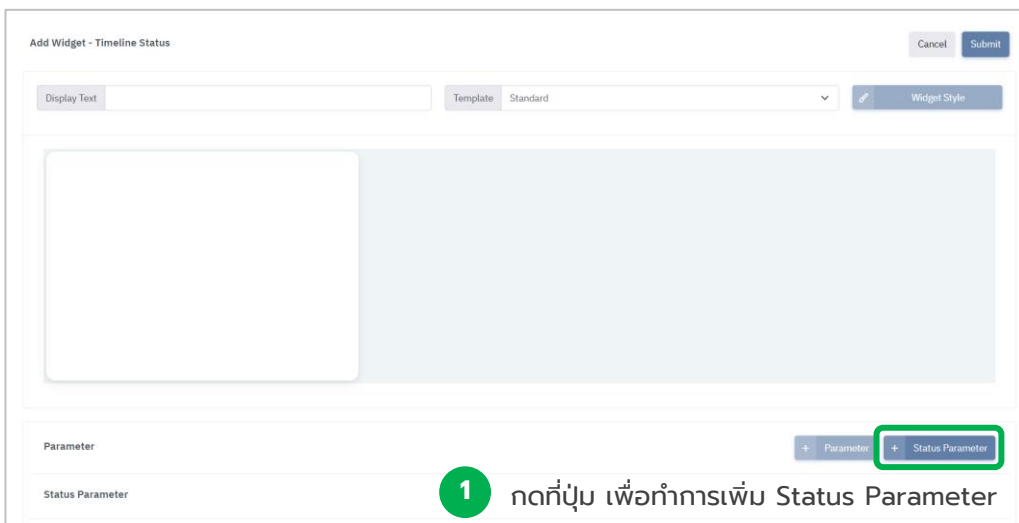 Add Widget - Timeline Status
Cancel
Submit
Display Text
Template Standard
Widget Style
Parameter
+ Parameter
+ Status Parameter
Status Parameter
1 กดที่ปุ่ม เพื่อทำการเพิ่ม Status Parameter